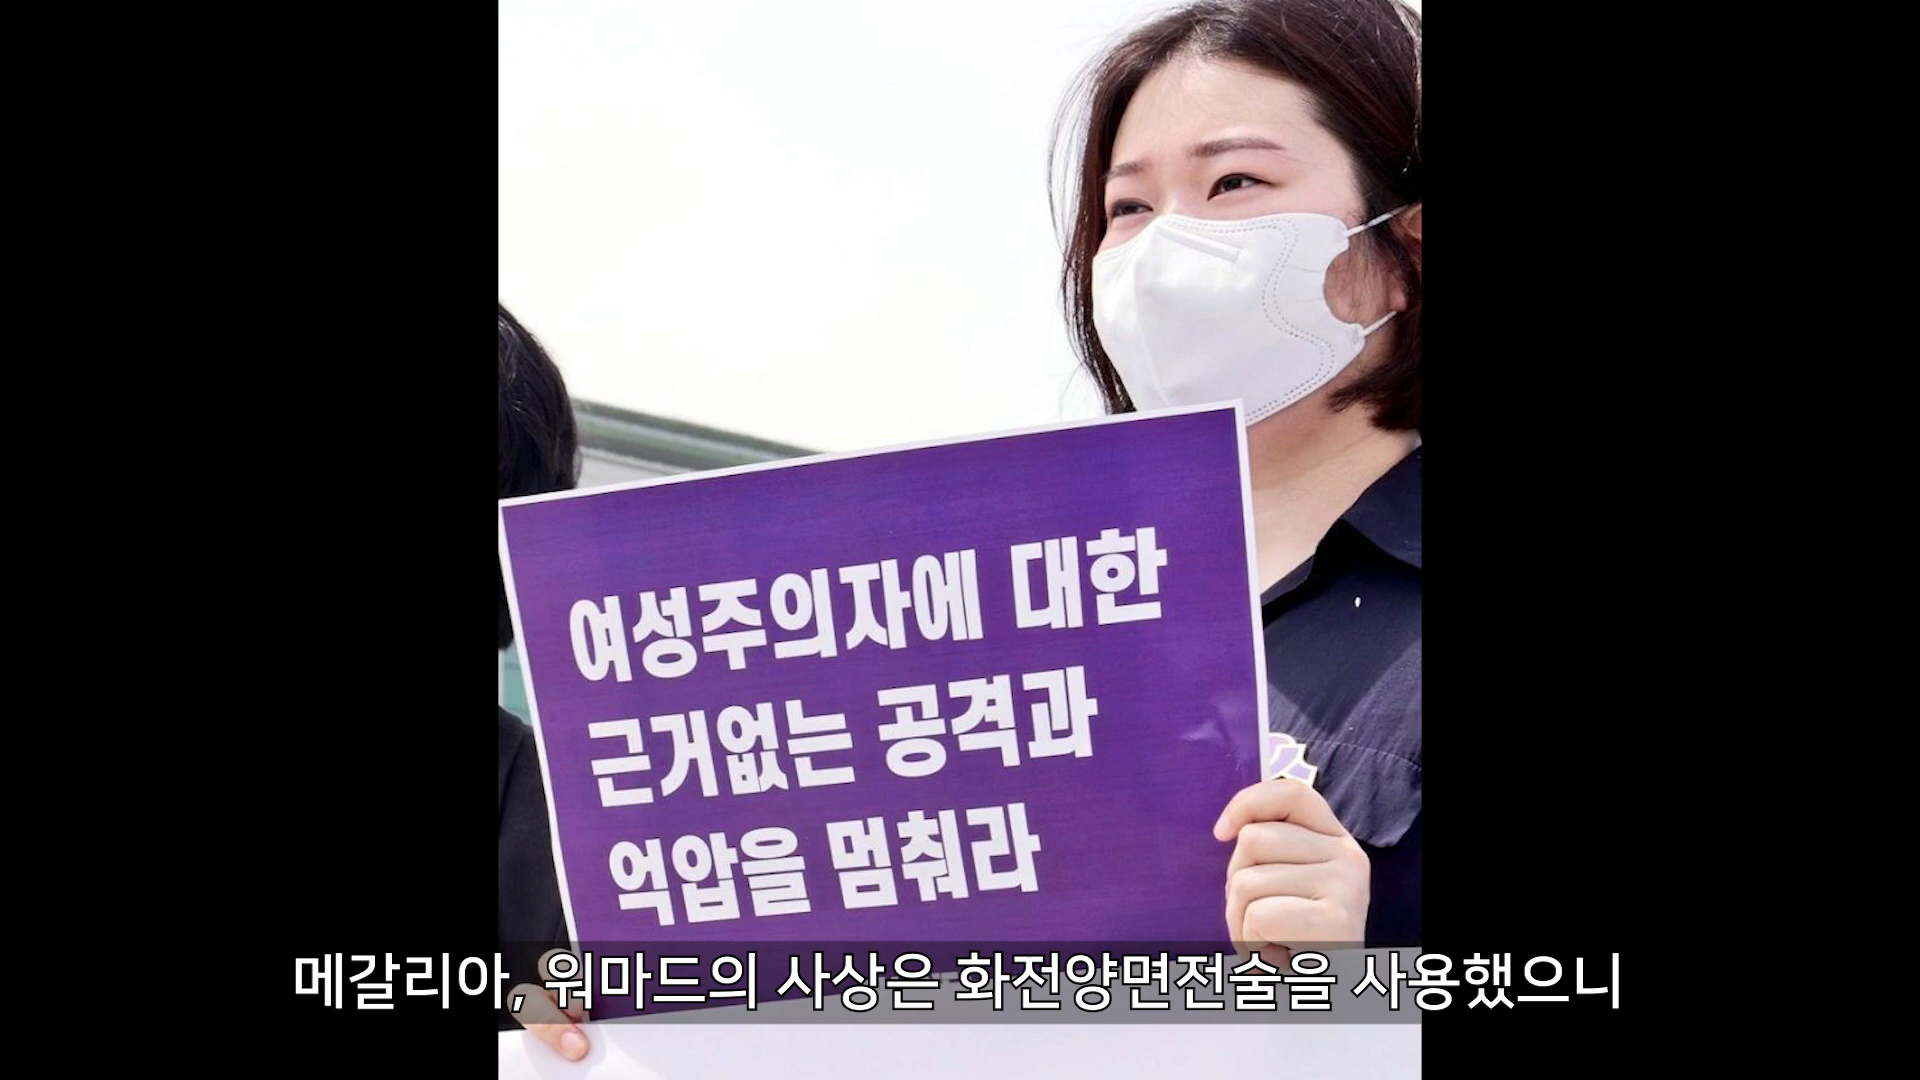 여성주의자에 대한
근거없는 공격과
억압을 멈춰라
메갈리아, 워마드의 사상은 화전양면전술을 사용했으니